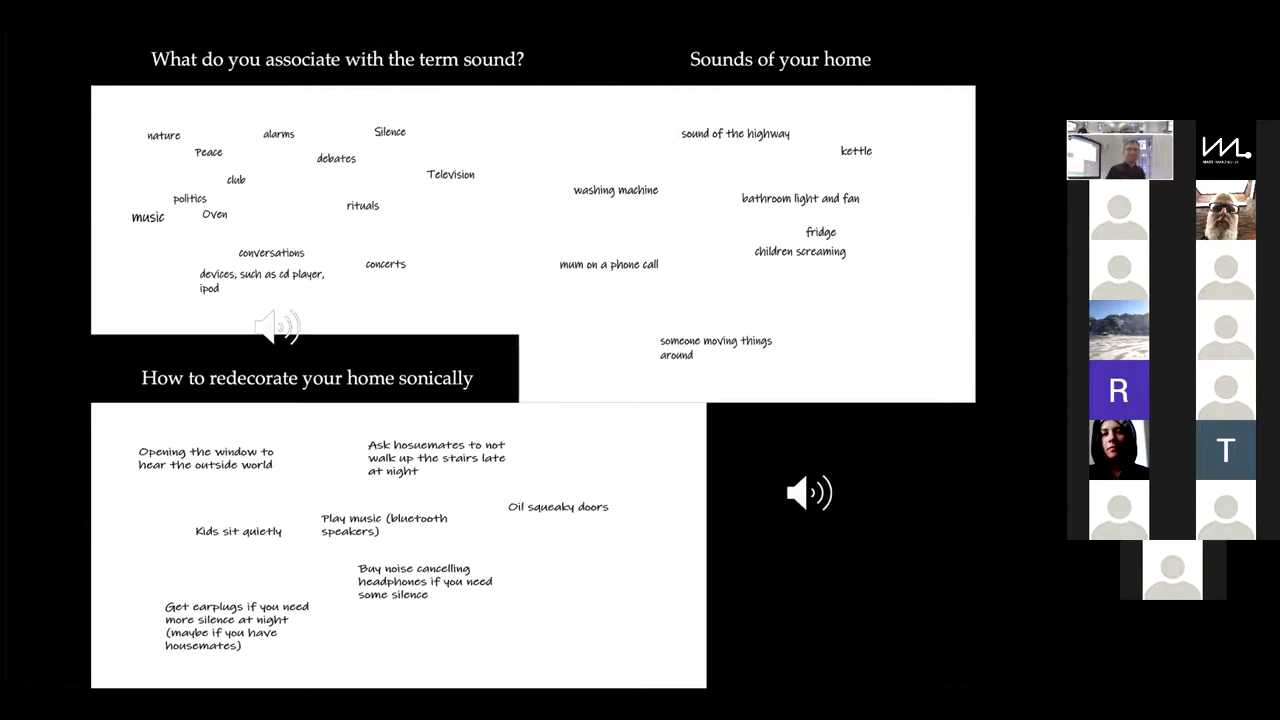 What do you associate with the term sound?
nature
alarms
Silence
Peace
debates
club
Television
politics
rituals
music
Oven
conversations
concerts
devices, such as cd player,
ipod
Sounds of your home
sound of the highway
kettle
washing machine
bathroom light and fan
fridge
children screaming
mum on a phone call
someone moving things
around
How to redecorate your home sonically
Opening the window to
hear the outside world
Ask hosuemates to not
walk up the stairs late
at night
Oil squeaky doors
Kids sit quietly
Play music (bluetooth
speakers)
Buy noise cancelling
headphones if you need
some silence
Get earplugs if you need
more silence at night
(maybe if you have
housemates)
R
T